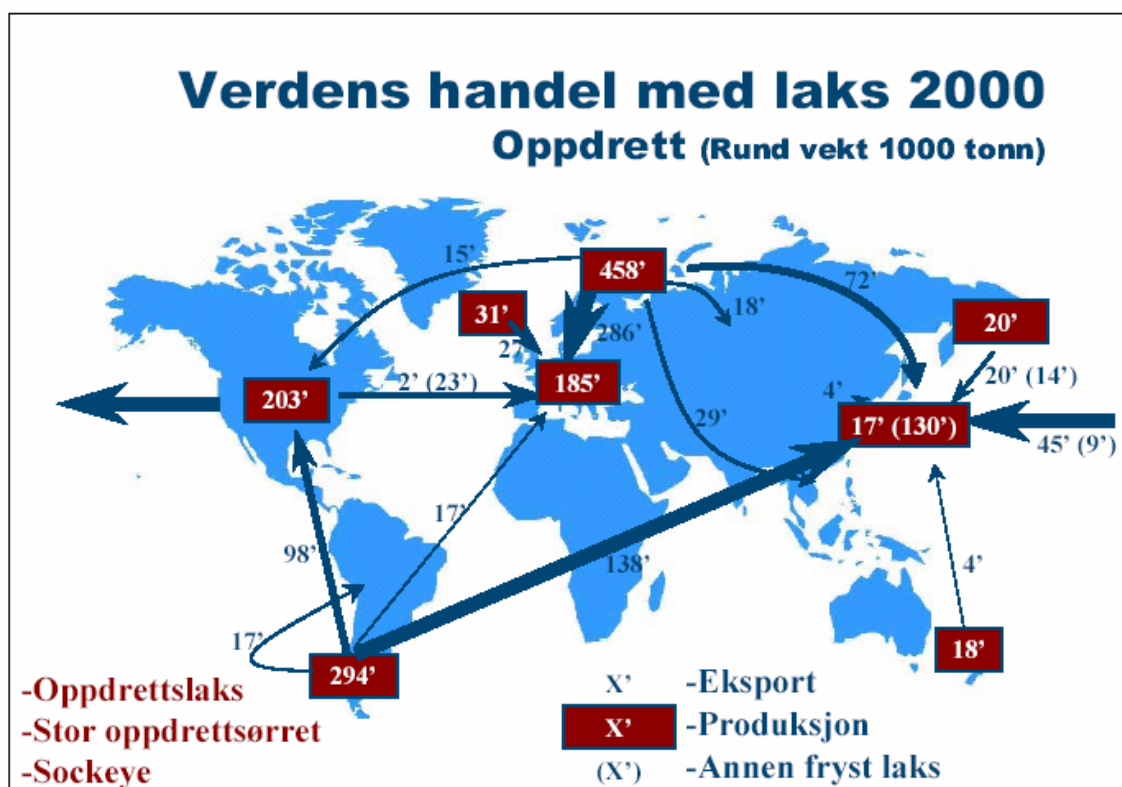 Verdens handel med laks 2000
Oppdrett (Rund vekt 1000 tonn)
15’
458’
72’
31’
18’
20’
286’
27
185’
2’ (23’)
20’ (14’)
203’
4’
17’ (130’)
29’
45’ (9’)
17’
98’
138’
4’
17’
18’
294’
-Oppdrettslaks
-Stor oppdrettsørret
-Sockeye
X’ -Eksport
X’ -Produksjon
(X’) -Annen fryst laks